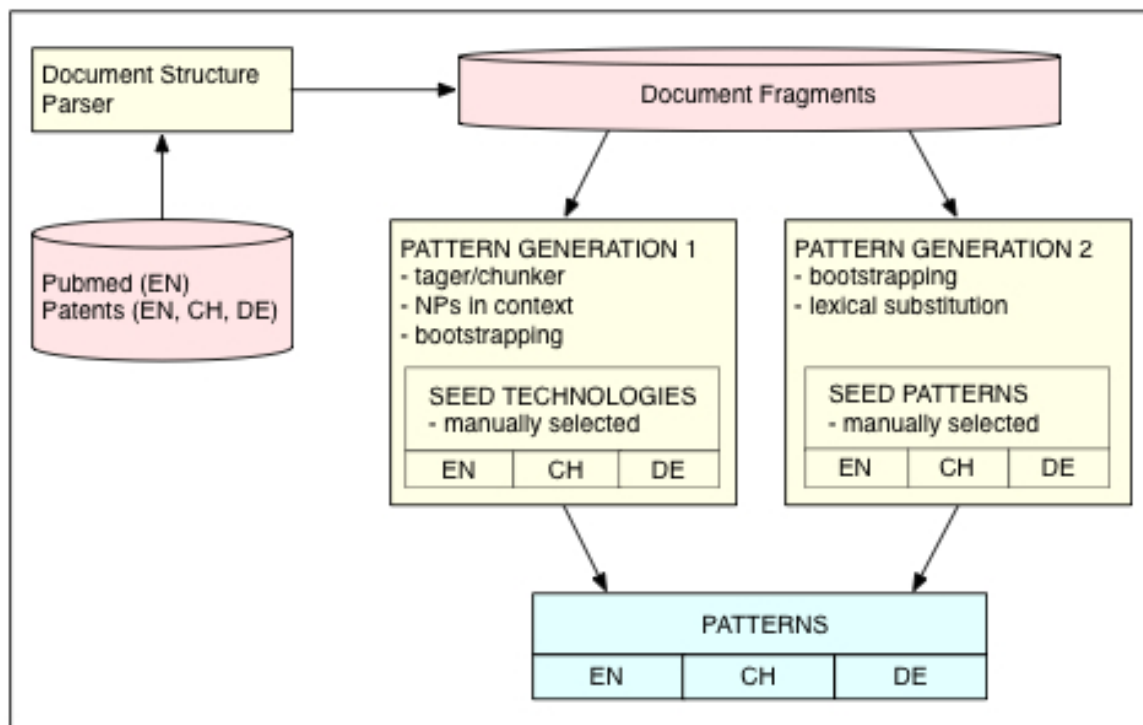 Document Structure
Parser
Document Fragments
Pubmed (EN)
Patents (EN, CH, DE)
PATTERN GENERATION 1
- tager/chunker
- NPs in context
- bootstrapping
SEED TECHNOLOGIES
- manually selected
EN CH DE
PATTERN GENERATION 2
- bootstrapping
- lexical substitution
SEED PATTERNS
- manually selected
EN CH DE
PATTERNS
EN CH DE